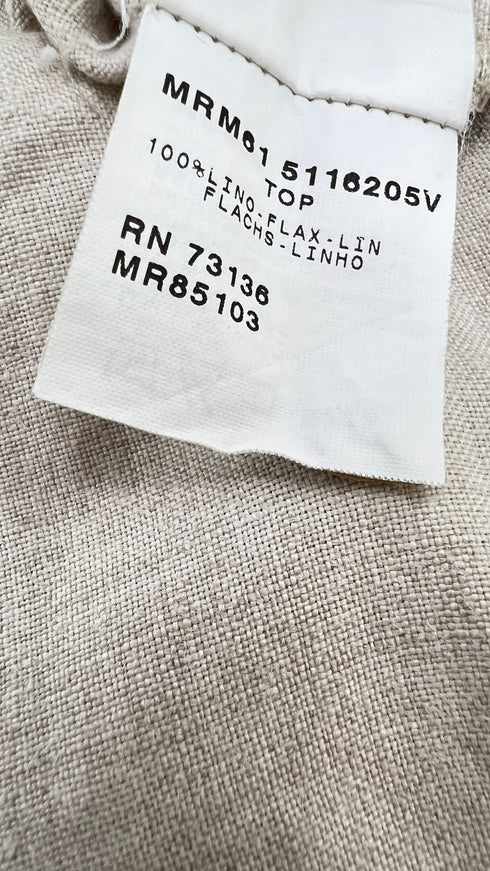 MRM61 5116205V
TOP
100%LINO-FLAX-LIN
FLACHS-LINHO
RN 73136
MR85103